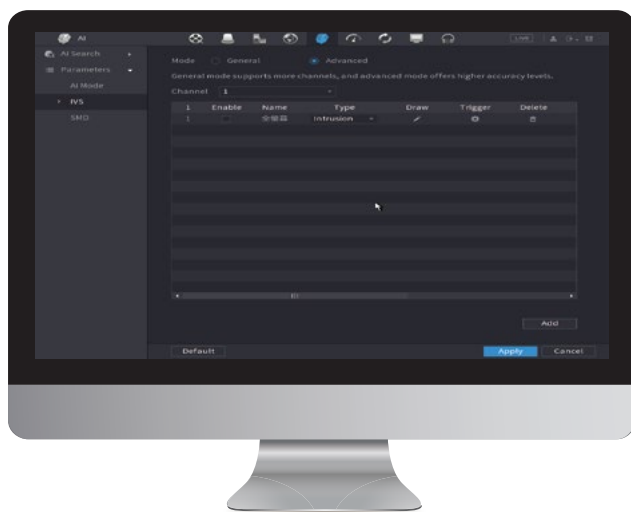 AI
LIVE
AI Search
Parameters
AI Mode
IVS
SMD
Mode General Advanced
General mode supports more channels, and advanced mode offers higher accuracy levels.
Channel 1
1 Enable Name Type Draw Trigger Delete
1 Intrusion
Add
Default Apply Cancel